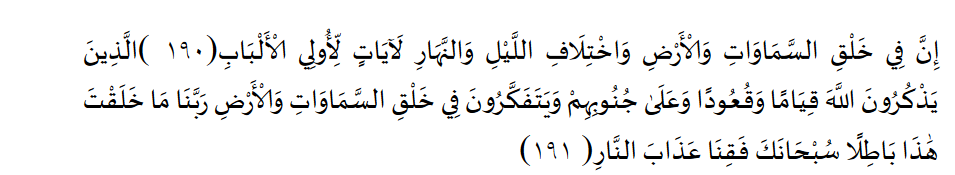 إِنَّ فِي خَلْقِ السَّمَاوَاتِ وَالْأَرْضِ وَاخْتِلَافِ اللَّيْلِ وَالنَّهَارِ لَآيَاتٍ لِّأُولِي الْأَلْبَابِ(١٩٠ )الَّذِينَ
يَذْكُرُونَ اللَّهَ قِيَامًا وَقُعُودًا وَعَلَىٰ جُنُوبِهِمْ وَيَتَفَكَّرُونَ فِي خَلْقِ السَّمَاوَاتِ وَالْأَرْضِ رَبَّنَا مَا خَلَقْتَ
هَٰذَا بَاطِلًا سُبْحَانَكَ فَقِنَا عَذَابَ النَّارِ( ١٩١)